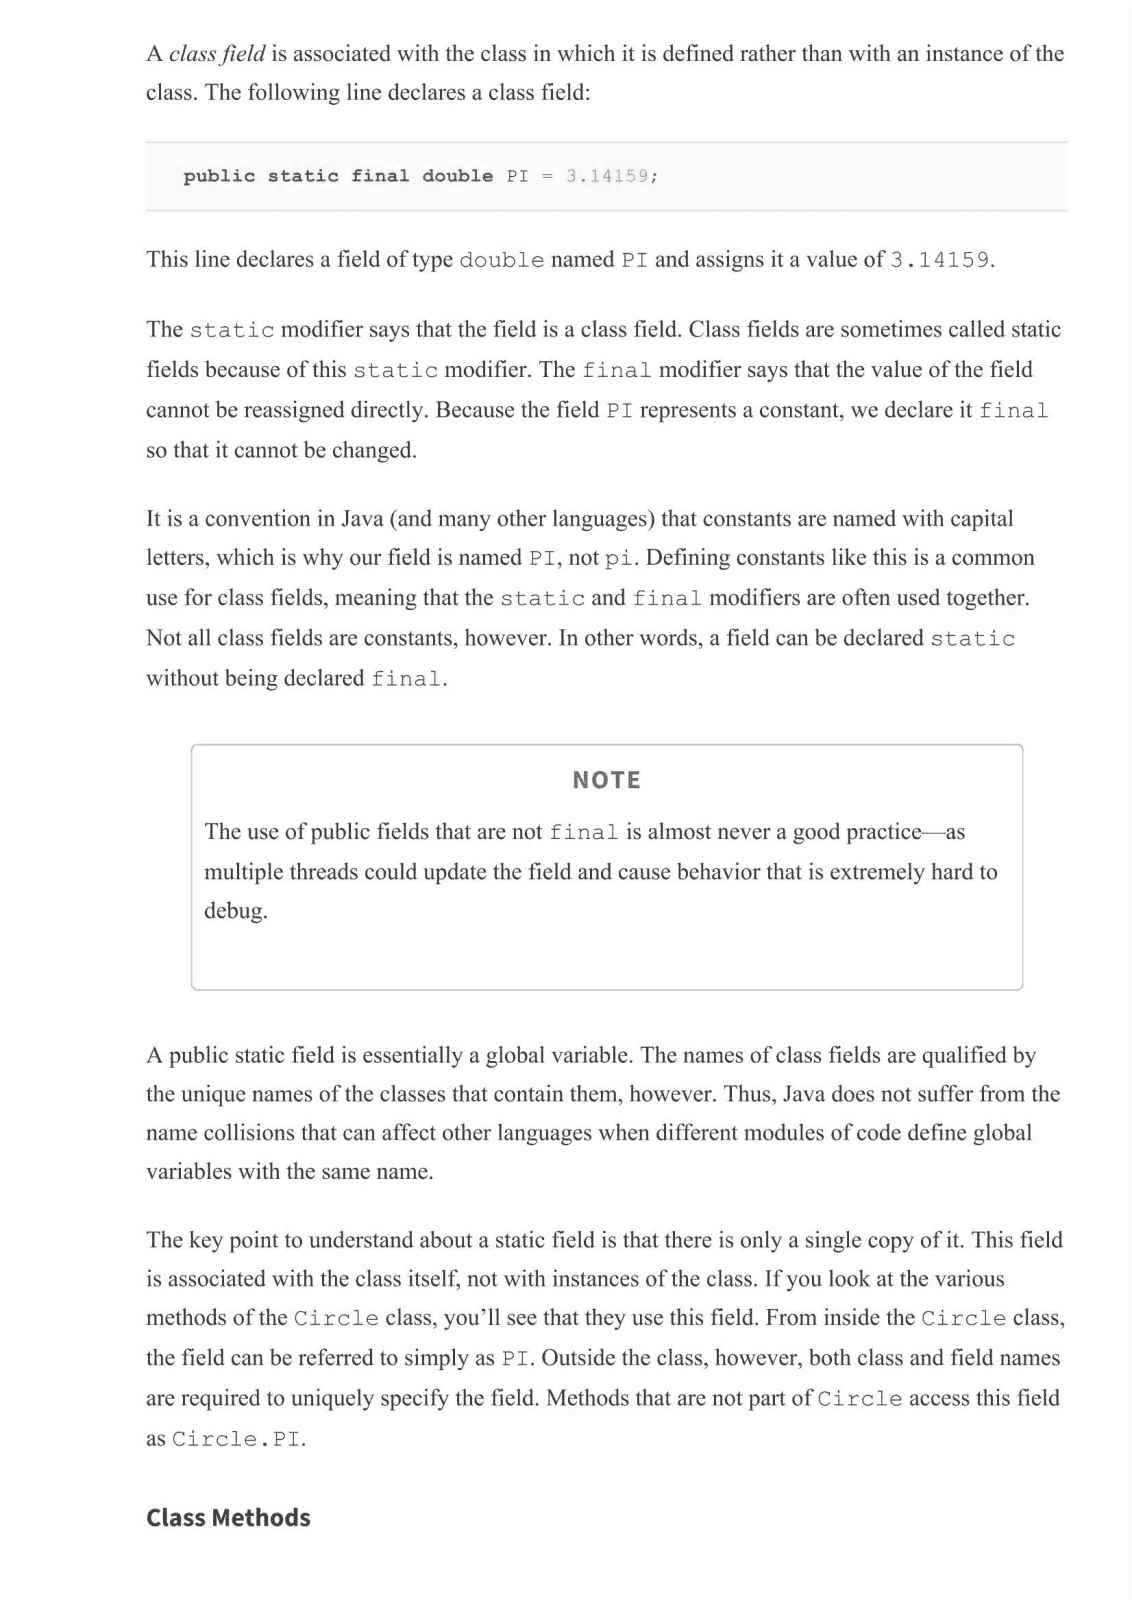 A class field is associated with the class in which it is defined rather than with an instance of the
class. The following line declares a class field:
public static final double PI = 3.14159;
This line declares a field of type double named PI and assigns it a value of 3.14159.
The static modifier says that the field is a class field. Class fields are sometimes called static
fields because of this static modifier. The final modifier says that the value of the field
cannot be reassigned directly. Because the field PI represents a constant, we declare it final
so that it cannot be changed.
It is a convention in Java (and many other languages) that constants are named with capital
letters, which is why our field is named PI, not pi. Defining constants like this is a common
use for class fields, meaning that the static and final modifiers are often used together.
Not all class fields are constants, however. In other words, a field can be declared static
without being declared final.
NOTE
The use of public fields that are not final is almost never a good practice—as
multiple threads could update the field and cause behavior that is extremely hard to
debug.
A public static field is essentially a global variable. The names of class fields are qualified by
the unique names of the classes that contain them, however. Thus, Java does not suffer from the
name collisions that can affect other languages when different modules of code define global
variables with the same name.
The key point to understand about a static field is that there is only a single copy of it. This field
is associated with the class itself, not with instances of the class. If you look at the various
methods of the Circle class, you’ll see that they use this field. From inside the Circle class,
the field can be referred to simply as PI. Outside the class, however, both class and field names
are required to uniquely specify the field. Methods that are not part of Circle access this field
as Circle.PI.
Class Methods